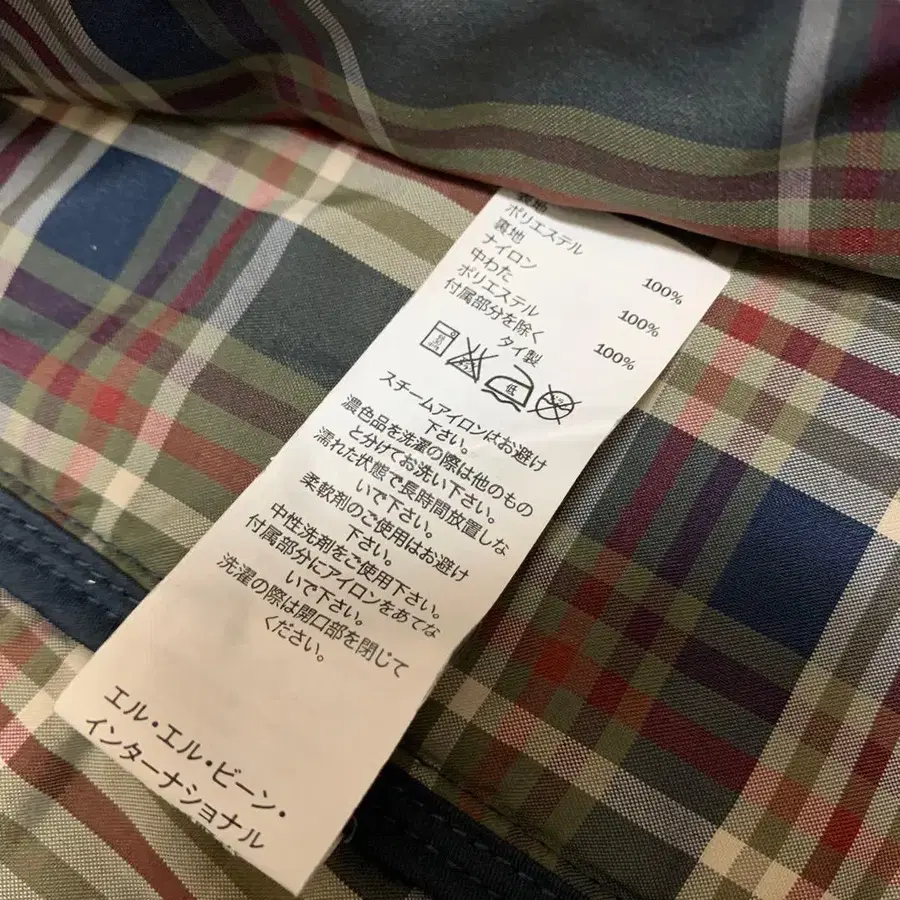 表地
ポリエステル 100%
裏地
ナイロン 100%
中わた
ポリエステル 100%
付属部分を除く
タイ製
低
スチームアイロンはお避け
下さい。
濃色品を洗濯の際は他のもの
と分けてお洗い下さい。
濡れた状態で長時間放置しな
いで下さい。
柔軟剤のご使用はお避け
下さい。
中性洗剤をご使用下さい。
付属部分にアイロンをあてな
いで下さい。
洗濯の際は開口部を閉じて
ください。
エル・エル・ビーン・
インターナショナル